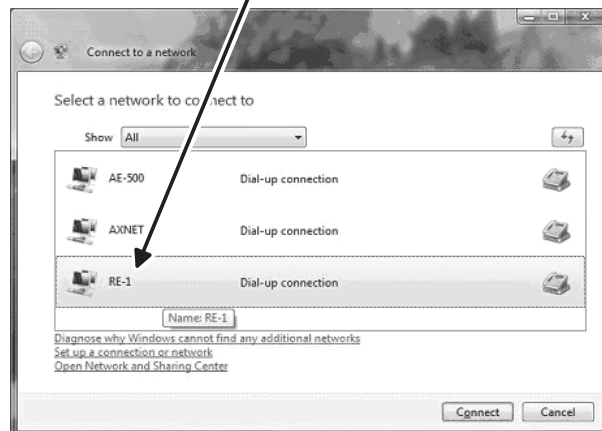 Connect to a network
Select a network to connect to
Show All
AE-500 Dial-up connection
AXNET Dial-up connection
RE-1 Dial-up connection
Name: RE-1
Diagnose why Windows cannot find any additional networks
Set up a connection or network
Open Network and Sharing Center
Connect Cancel